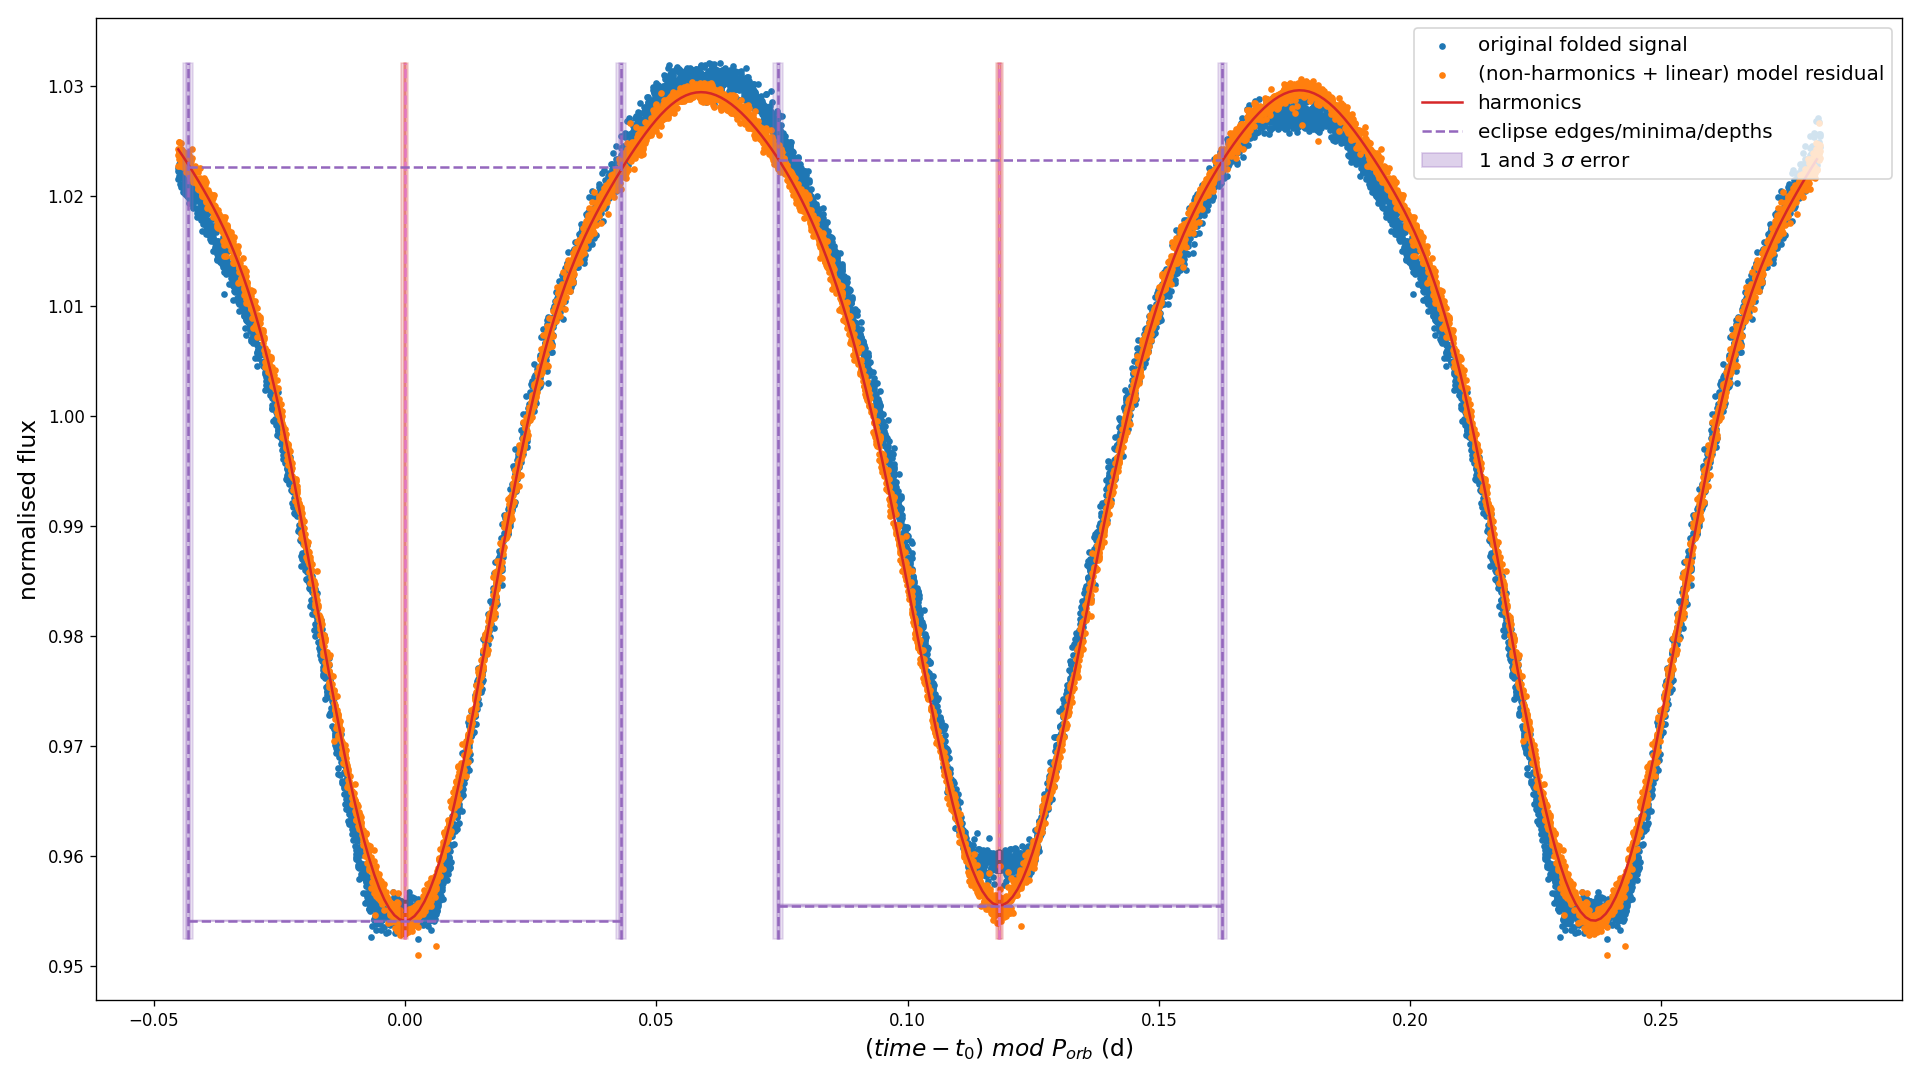 original folded signal
(non-harmonics + linear) model residual
harmonics
eclipse edges/minima/depths
1 and 3 σ error
normalised flux
1.03
1.02
1.01
1.00
0.99
0.98
0.97
0.96
0.95
−0.05 0.00 0.05 0.10 0.15 0.20 0.25
(time − t₀) mod P_orb (d)